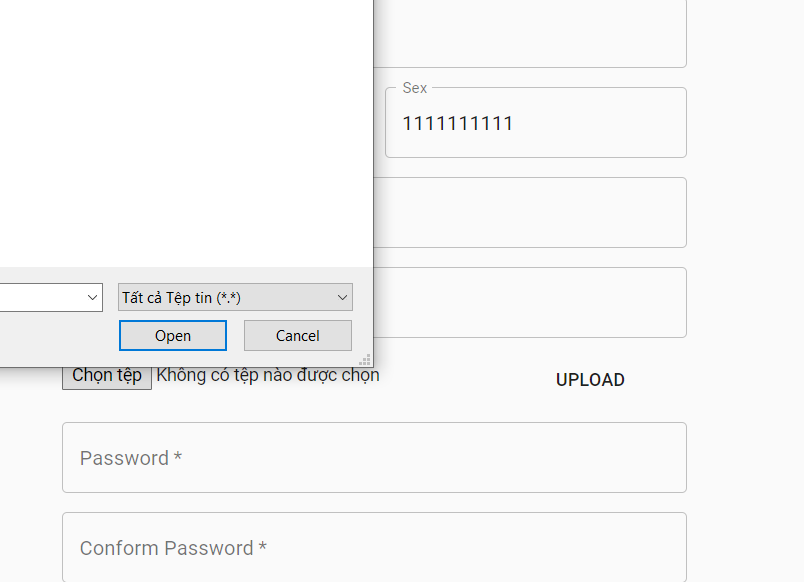 Sex
1111111111
Tất cả Tệp tin (*.*)
Open Cancel
Chọn tệp Không có tệp nào được chọn
UPLOAD
Password *
Conform Password *